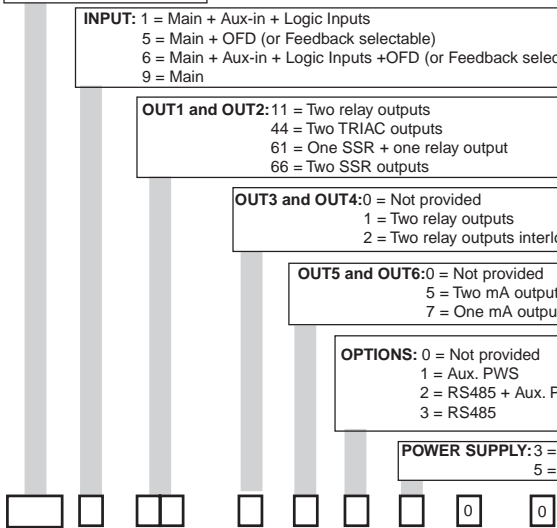 INPUT: 1 = Main + Aux-in + Logic Inputs
5 = Main + OFD (or Feedback selectable)
6 = Main + Aux-in + Logic Inputs +OFD (or Feedback
9 = Main
OUT1 and OUT2: 11 = Two relay outputs
44 = Two TRIAC outputs
61 = One SSR + one relay output
66 = Two SSR outputs
OUT3 and OUT4: 0 = Not provided
1 = Two relay outputs
2 = Two relay outputs
OUT5 and OUT6: 0 = Not provided
5 = Two mA
7 = One mA
OPTIONS: 0 = Not provided
1 = Aux. PWS
2 = RS485 + Aux.
3 = RS485
POWER SUPPLY: 3 =
5 =
0 0